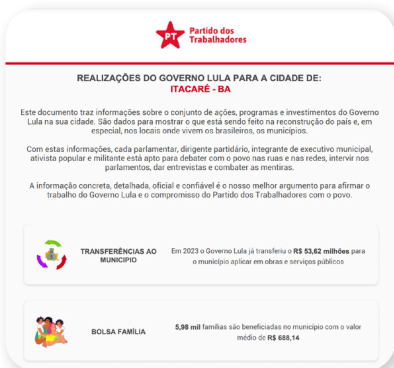 PT
Partido dos
Trabalhadores
REALIZAÇÕES DO GOVERNO LULA PARA A CIDADE DE:
ITACARÉ - BA
Este documento traz informações sobre o conjunto de ações, programas e investimentos do Governo
Lula na sua cidade. São dados para mostrar o que está sendo feito na reconstrução do país e, em
especial, nos locais onde vivem os brasileiros, os municípios.
Com estas informações, cada parlamentar, dirigente partidário, integrante de executivo municipal,
ativista popular e militante está apto para debater com o povo nas ruas e nas redes, intervir nos
parlamentos, dar entrevistas e combater as mentiras.
A informação concreta, detalhada, oficial e confiável é o nosso melhor argumento para afirmar o
trabalho do Governo Lula e o compromisso do Partido dos Trabalhadores com o povo.
TRANSFERÊNCIAS AO
MUNICIPIO
Em 2023 o Governo Lula já transferiu o R$ 53,62 milhões para
o município aplicar em obras e serviços públicos
BOLSA FAMÍLIA
5,98 mil famílias são beneficiadas no município com o valor
médio de R$ 688,14